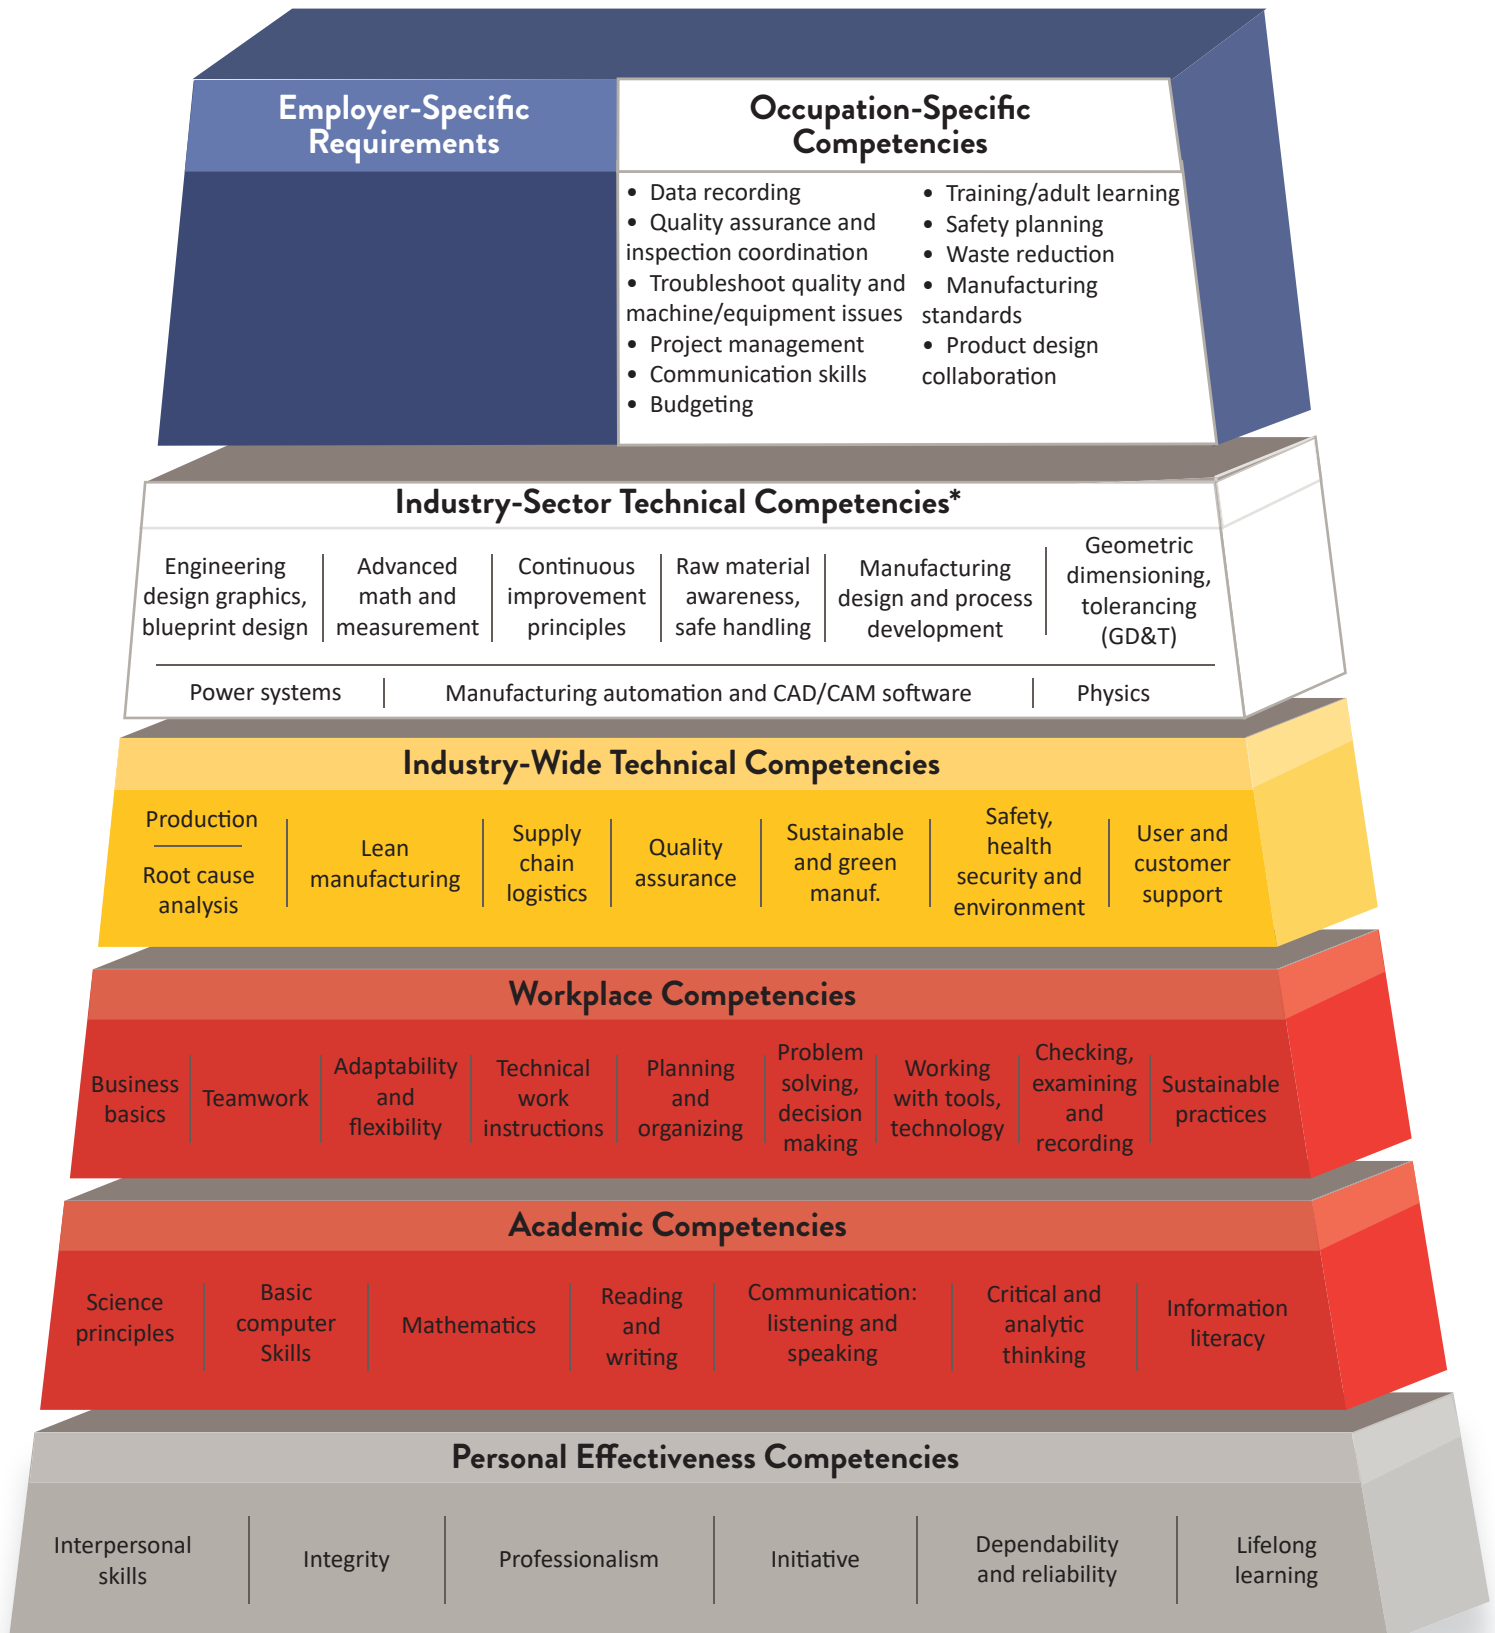 Employer-Specific
Requirements
Occupation-Specific
Competencies
• Data recording
• Quality assurance and
inspection coordination
• Troubleshoot quality and
machine/equipment issues
• Project management
• Communication skills
• Budgeting
• Training/adult learning
• Safety planning
• Waste reduction
• Manufacturing
standards
• Product design
collaboration
Industry-Sector Technical Competencies*
Engineering
design graphics,
blueprint design
Advanced
math and
measurement
Continuous
improvement
principles
Raw material
awareness,
safe handling
Manufacturing
design and process
development
Geometric
dimensioning,
tolerancing
(GD&T)
Power systems
Manufacturing automation and CAD/CAM software
Physics
Industry-Wide Technical Competencies
Production
Root cause
analysis
Lean
manufacturing
Supply
chain
logistics
Quality
assurance
Sustainable
and green
manuf.
Safety,
health
security and
environment
User and
customer
support
Workplace Competencies
Business
basics
Teamwork
Adaptability
and
flexibility
Technical
work
instructions
Planning
and
organizing
Problem
solving,
decision
making
Working
with tools,
technology
Checking,
examining
and
recording
Sustainable
practices
Academic Competencies
Science
principles
Basic
computer
Skills
Mathematics
Reading
and
writing
Communication:
listening and
speaking
Critical and
analytic
thinking
Information
literacy
Personal Effectiveness Competencies
Interpersonal
skills
Integrity
Professionalism
Initiative
Dependability
and reliability
Lifelong
learning